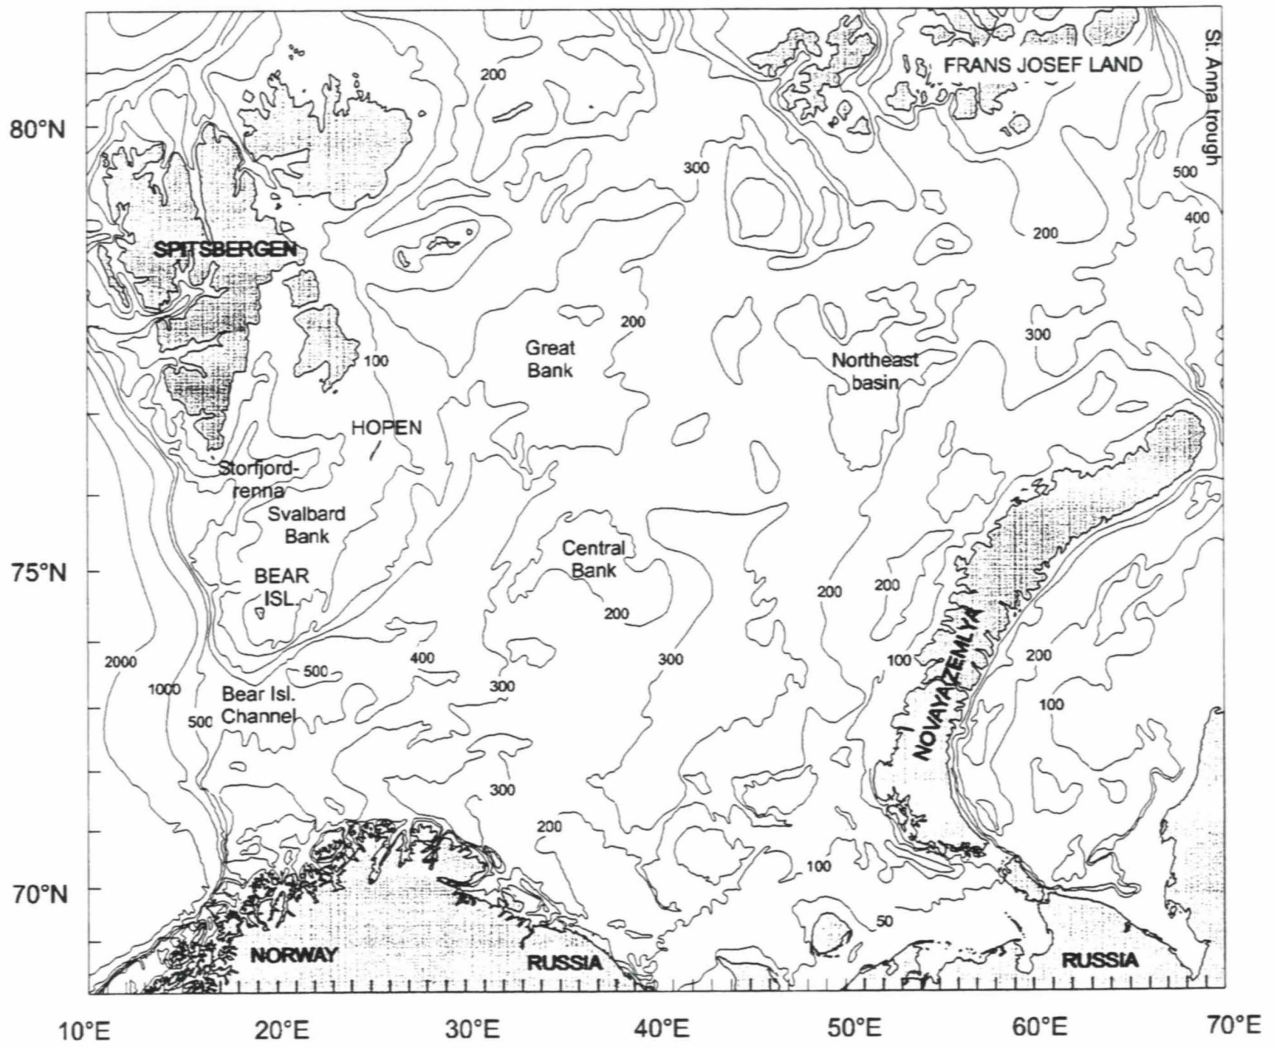 200
FRANS JOSEF LAND
St. Anna trough
80°N
300
500
400
200
SPITSBERGEN
200
300
100
Great
Bank
Northeast
basin
HOPEN
Storfjord-
renna
Svalbard
Bank
Central
Bank
75°N
BEAR
ISL.
200
200
200
2000
1000
500
400
300
300
100
200
500
Bear Isl.
Channel
100
NOVAYA ZEMLYA
300
200
100
70°N
50
NORWAY
RUSSIA
RUSSIA
10°E
20°E
30°E
40°E
50°E
60°E
70°E